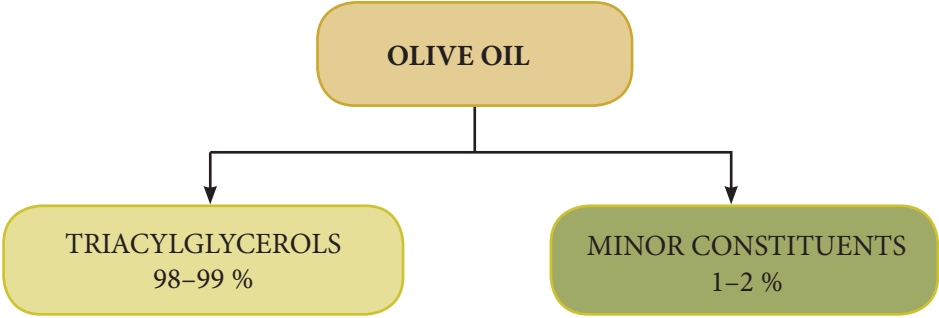 OLIVE OIL
TRIACYLGLYCEROLS
98–99 %
MINOR CONSTITUENTS
1–2 %